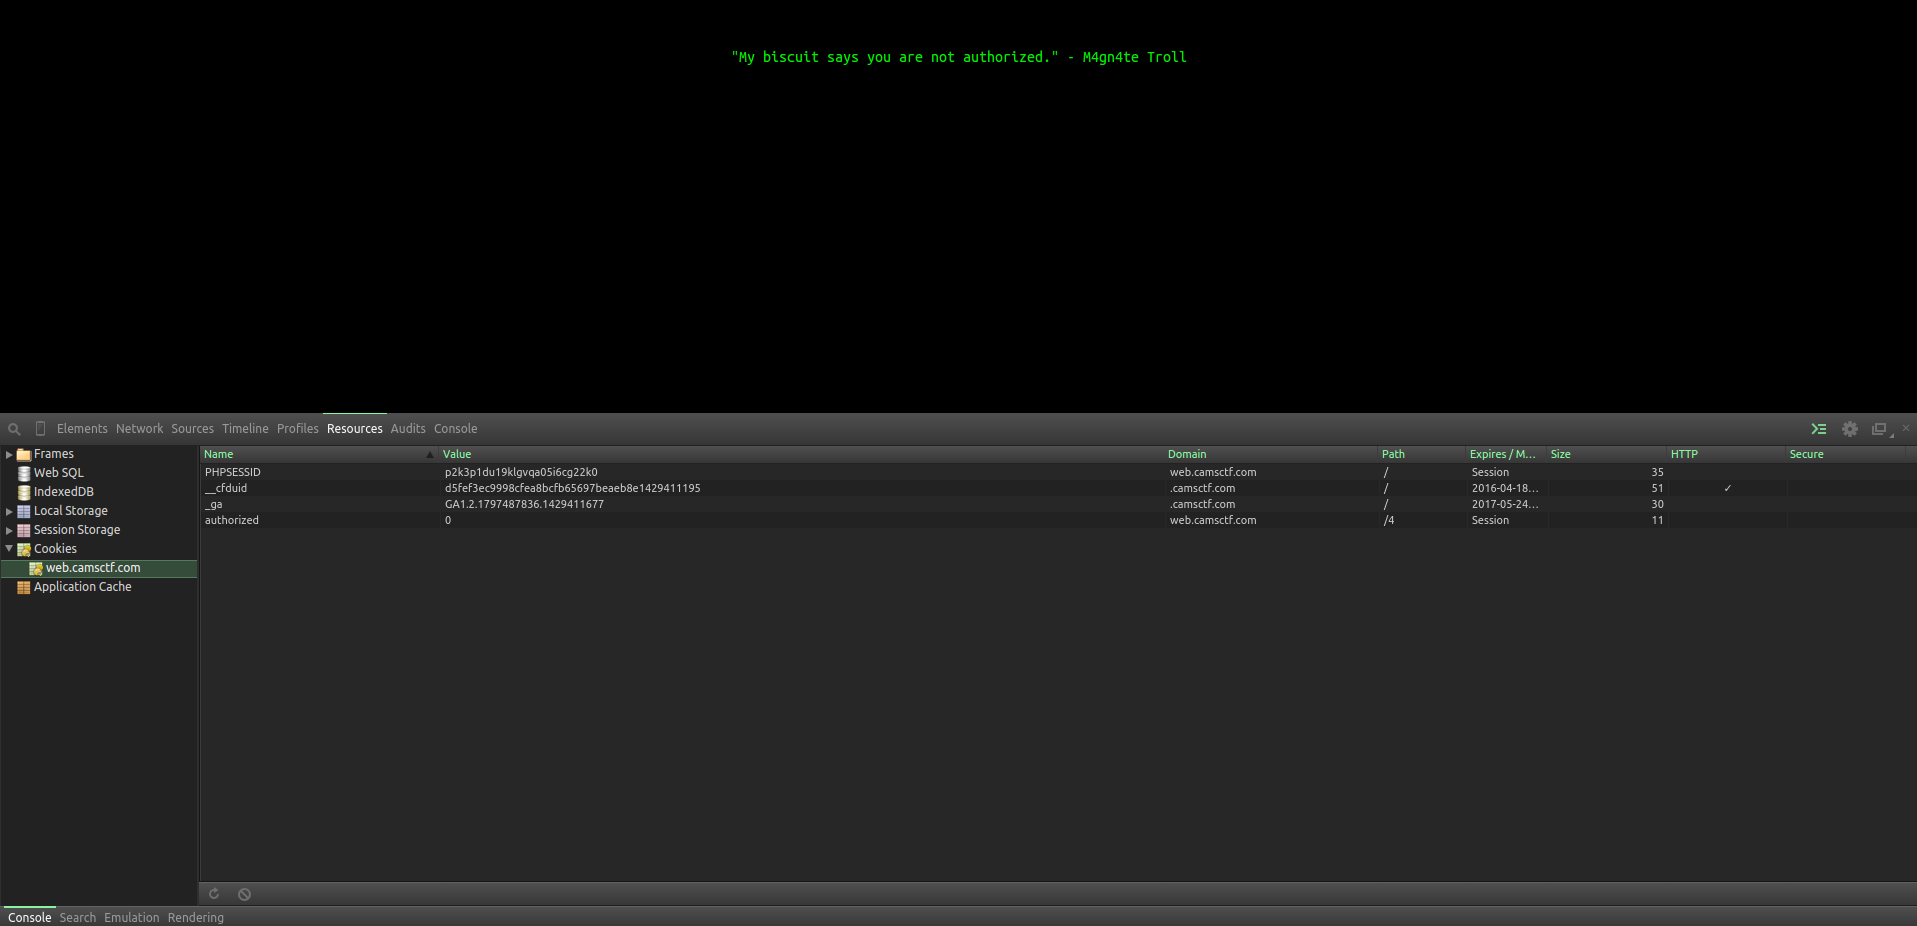 "My biscuit says you are not authorized." - M4gn4te Troll
Elements Network Sources Timeline Profiles Resources Audits Console
Frames
Web SQL
IndexedDB
Local Storage
Session Storage
Cookies
web.camsctf.com
Application Cache
Name Value Domain Path Expires / M... Size HTTP Secure
PHPSESSID p2k3p1du19klgvqa05i6cg22k0 web.camsctf.com / Session 35
__cfduid d5fef3ec9998cfea8bcfb65697beaeb8e1429411195 .camsctf.com / 2016-04-18... 51 ✓
_ga GA1.2.1797487836.1429411677 .camsctf.com / 2017-05-24... 30
authorized 0 web.camsctf.com /4 Session 11
Console Search Emulation Rendering